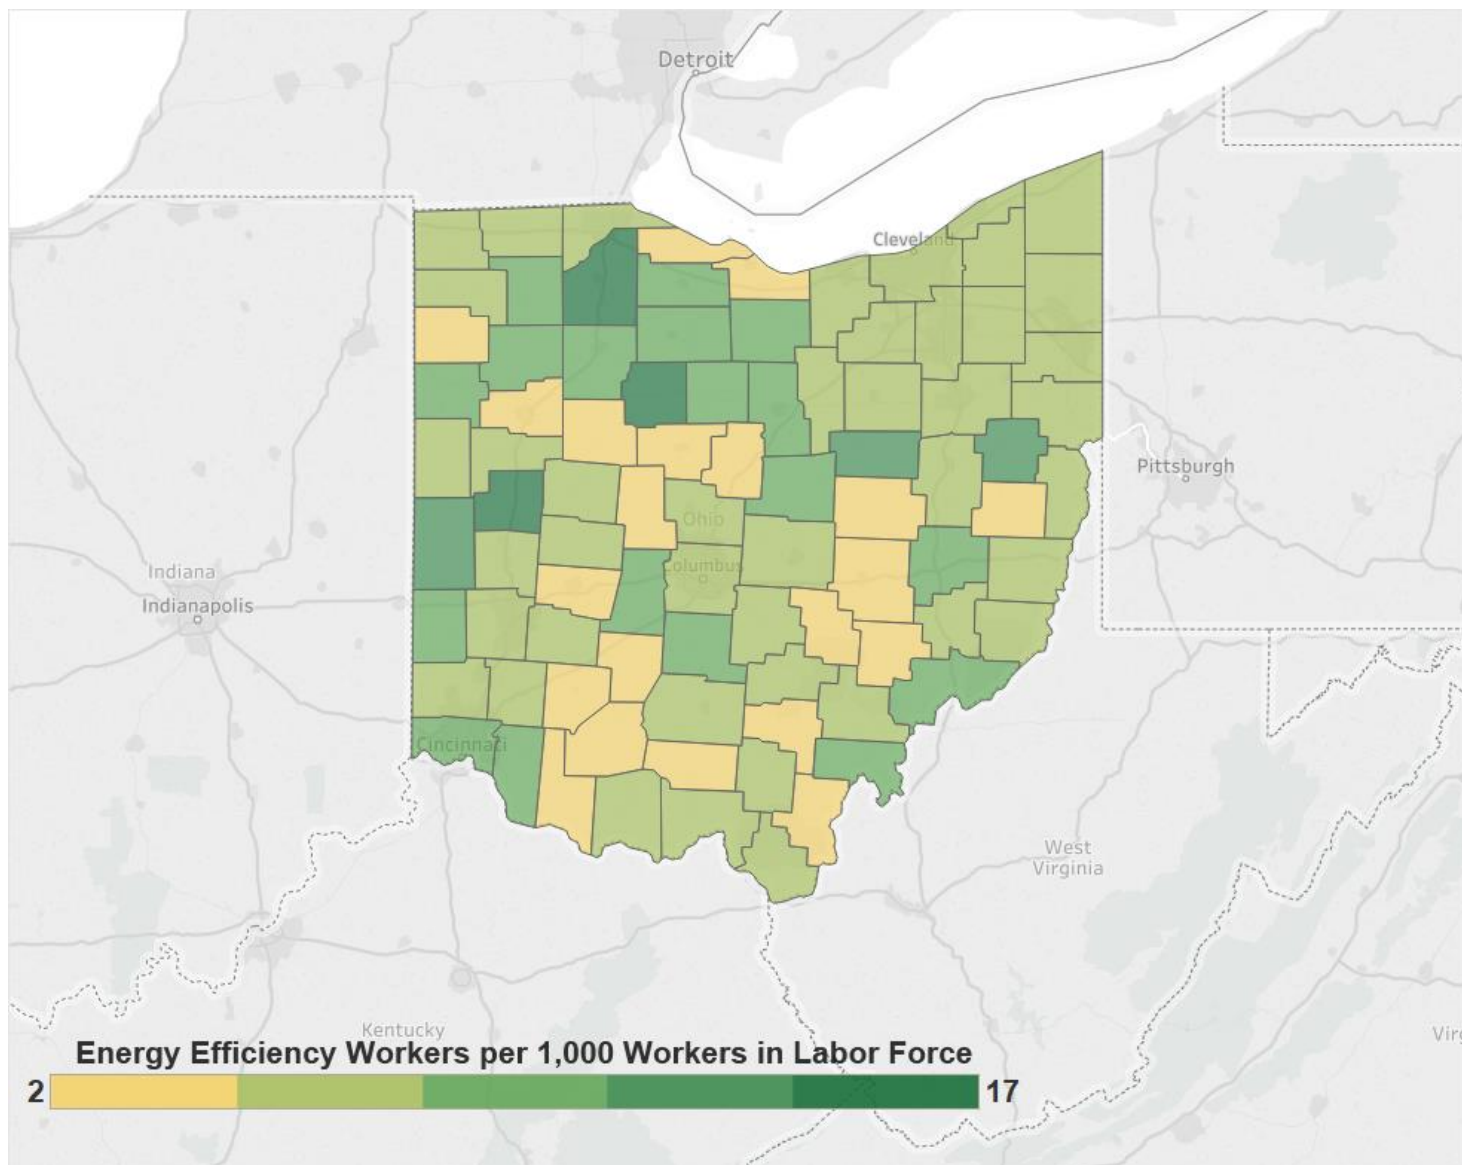 Detroit
Cleveland
Pittsburgh
Ohio
Columbus
Indiana
Indianapolis
Cincinnati
West
Virginia
Kentucky
Virg
Energy Efficiency Workers per 1,000 Workers in Labor Force
2
17